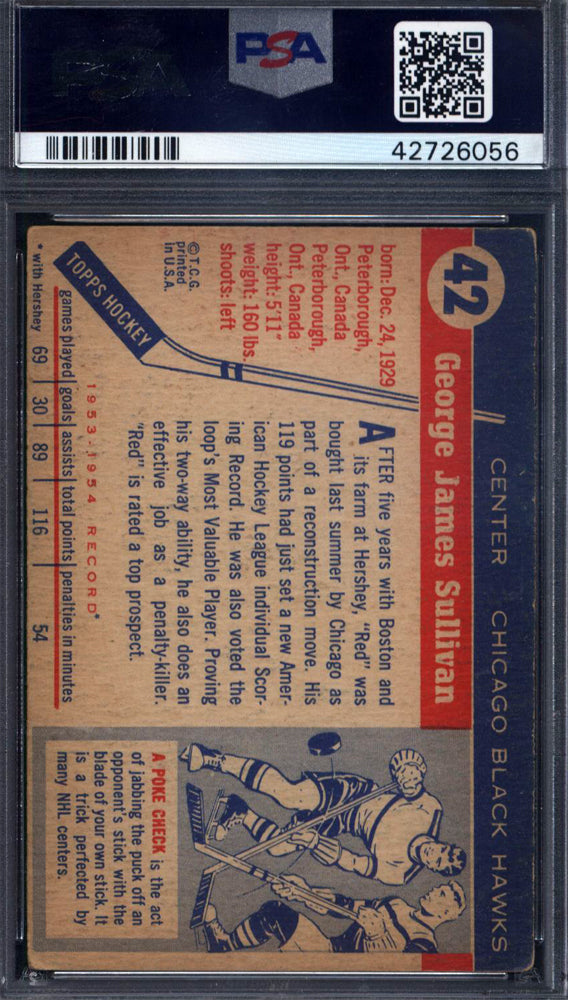 PSA
42726056
42
CENTER CHICAGO BLACK HAWKS
George James Sullivan
born: Dec. 24, 1929
Peterborough,
Ont., Canada
Peterborough,
Ont., Canada
height: 5'11"
weight: 160 lbs.
shoots: left
© T.C.G.
printed
in U.S.A.
TOPPS HOCKEY
AFTER five years with Boston and
its farm at Hershey, "Red" was
bought last summer by Chicago as
part of a reconstruction move. His
119 points had just set a new Amer-
ican Hockey League individual Scor-
ing Record. He was also voted the
loop's Most Valuable Player. Proving
his two-way ability, he also does an
effective job as a penalty-killer.
"Red" is rated a top prospect.
1953-1954 RECORD*
games played | goals | assists | total points | penalties in minutes
* with Hershey 69 | 30 | 89 | 116 | 54
A POKE CHECK is the act
of jabbing the puck off an
opponent's stick with the
blade of your own stick. It
is a trick perfected by
many NHL centers.